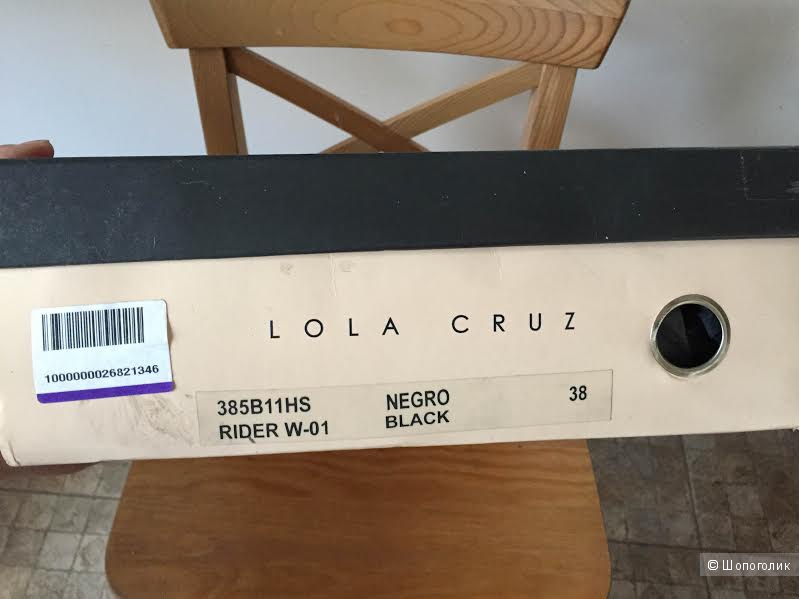 LOLA CRUZ
1000000026821346
385B11HS NEGRO 38
RIDER W-01 BLACK
© Шопоголик